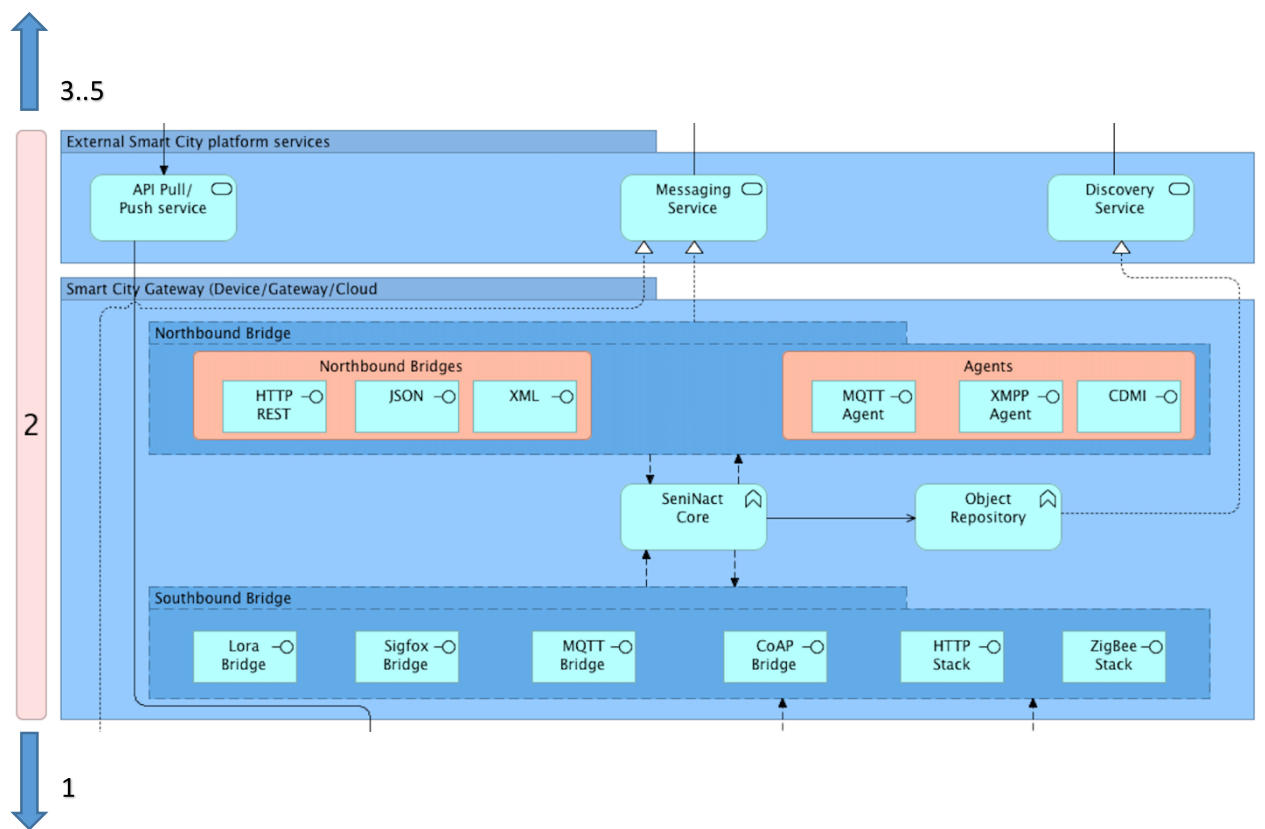 3..5
External Smart City platform services
API Pull/
Push service
Messaging
Service
Discovery
Service
2
Smart City Gateway (Device/Gateway/Cloud
Northbound Bridge
Northbound Bridges
HTTP
REST
JSON
XML
Agents
MQTT
Agent
XMPP
Agent
CDMI
SeniNact
Core
Object
Repository
Southbound Bridge
Lora
Bridge
Sigfox
Bridge
MQTT
Bridge
CoAP
Bridge
HTTP
Stack
ZigBee
Stack
1